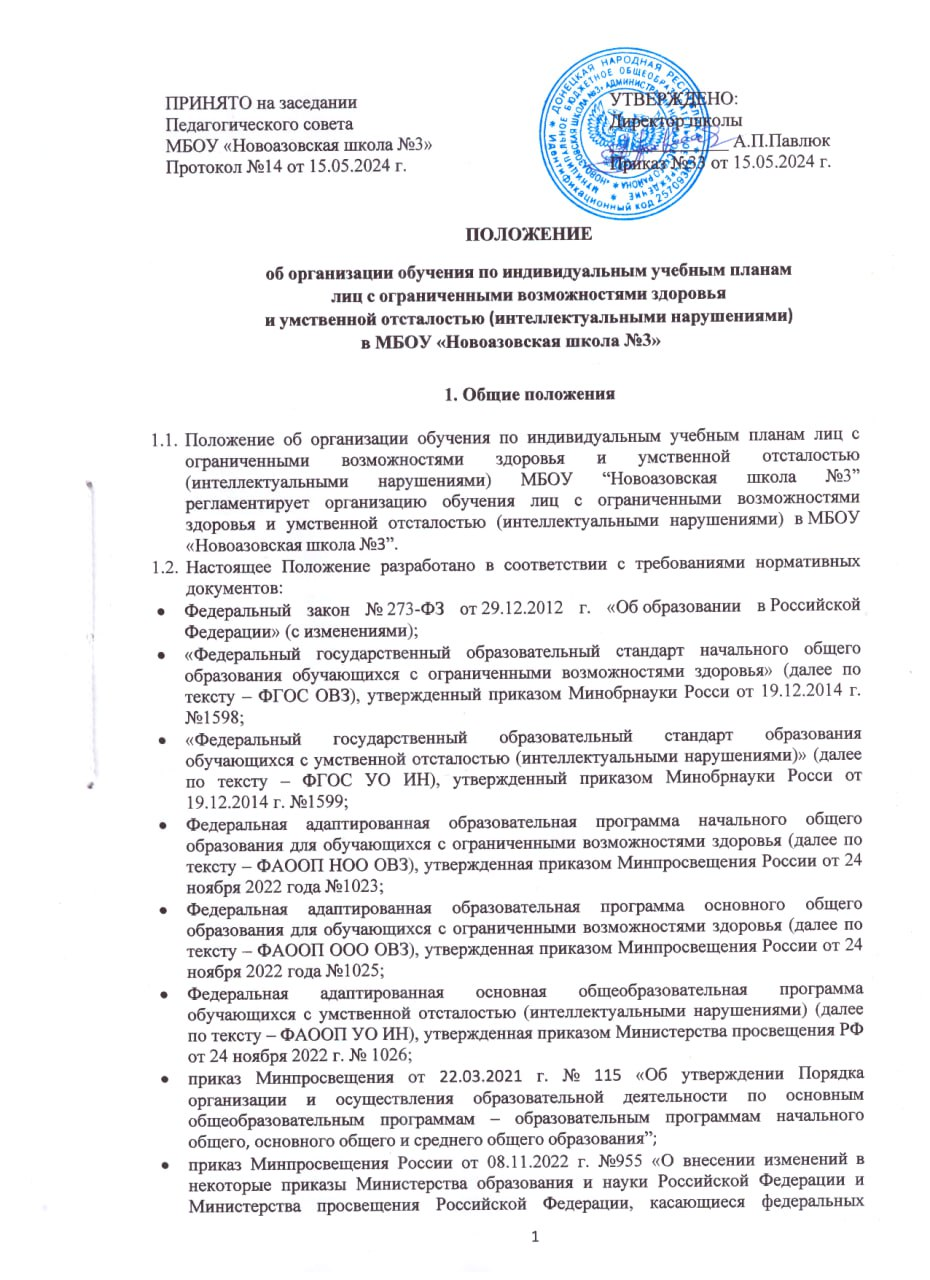 ПРИНЯТО на заседании
Педагогического совета
МБОУ «Новоазовская школа №3»
Протокол №14 от 15.05.2024 г.
УТВЕРЖДЕНО:
Директор школы
А.П.Павлюк
Приказ №33 от 15.05.2024 г.
ПОЛОЖЕНИЕ
об организации обучения по индивидуальным учебным планам
лиц с ограниченными возможностями здоровья
и умственной отсталостью (интеллектуальными нарушениями)
в МБОУ «Новоазовская школа №3»
1. Общие положения
1.1. Положение об организации обучения по индивидуальным учебным планам лиц с
ограниченными возможностями здоровья и умственной отсталостью
(интеллектуальными нарушениями) МБОУ “Новоазовская школа №3”
регламентирует организацию обучения лиц с ограниченными возможностями
здоровья и умственной отсталостью (интеллектуальными нарушениями) в МБОУ
«Новоазовская школа №3”.
1.2. Настоящее Положение разработано в соответствии с требованиями нормативных
документов:
• Федеральный закон № 273-ФЗ от 29.12.2012 г. «Об образовании в Российской
Федерации» (с изменениями);
• «Федеральный государственный образовательный стандарт начального общего
образования обучающихся с ограниченными возможностями здоровья» (далее по
тексту – ФГОС ОВЗ), утвержденный приказом Минобрнауки Росси от 19.12.2014 г.
№1598;
• «Федеральный государственный образовательный стандарт образования
обучающихся с умственной отсталостью (интеллектуальными нарушениями)» (далее
по тексту – ФГОС УО ИН), утвержденный приказом Минобрнауки Росси от
19.12.2014 г. №1599;
• Федеральная адаптированная образовательная программа начального общего
образования для обучающихся с ограниченными возможностями здоровья (далее по
тексту – ФАООП НОО ОВЗ), утвержденная приказом Минпросвещения России от 24
ноября 2022 года №1023;
• Федеральная адаптированная образовательная программа основного общего
образования для обучающихся с ограниченными возможностями здоровья (далее по
тексту – ФАООП ООО ОВЗ), утвержденная приказом Минпросвещения России от 24
ноября 2022 года №1025;
• Федеральная адаптированная основная общеобразовательная программа
обучающихся с умственной отсталостью (интеллектуальными нарушениями) (далее
по тексту – ФАООП УО ИН), утвержденная приказом Министерства просвещения РФ
от 24 ноября 2022 г. № 1026;
• приказ Минпросвещения от 22.03.2021 г. № 115 «Об утверждении Порядка
организации и осуществления образовательной деятельности по основным
общеобразовательным программам – образовательным программам начального
общего, основного общего и среднего общего образования”;
• приказ Минпросвещения России от 08.11.2022 г. №955 «О внесении изменений в
некоторые приказы Министерства образования и науки Российской Федерации и
Министерства просвещения Российской Федерации, касающиеся федеральных
1